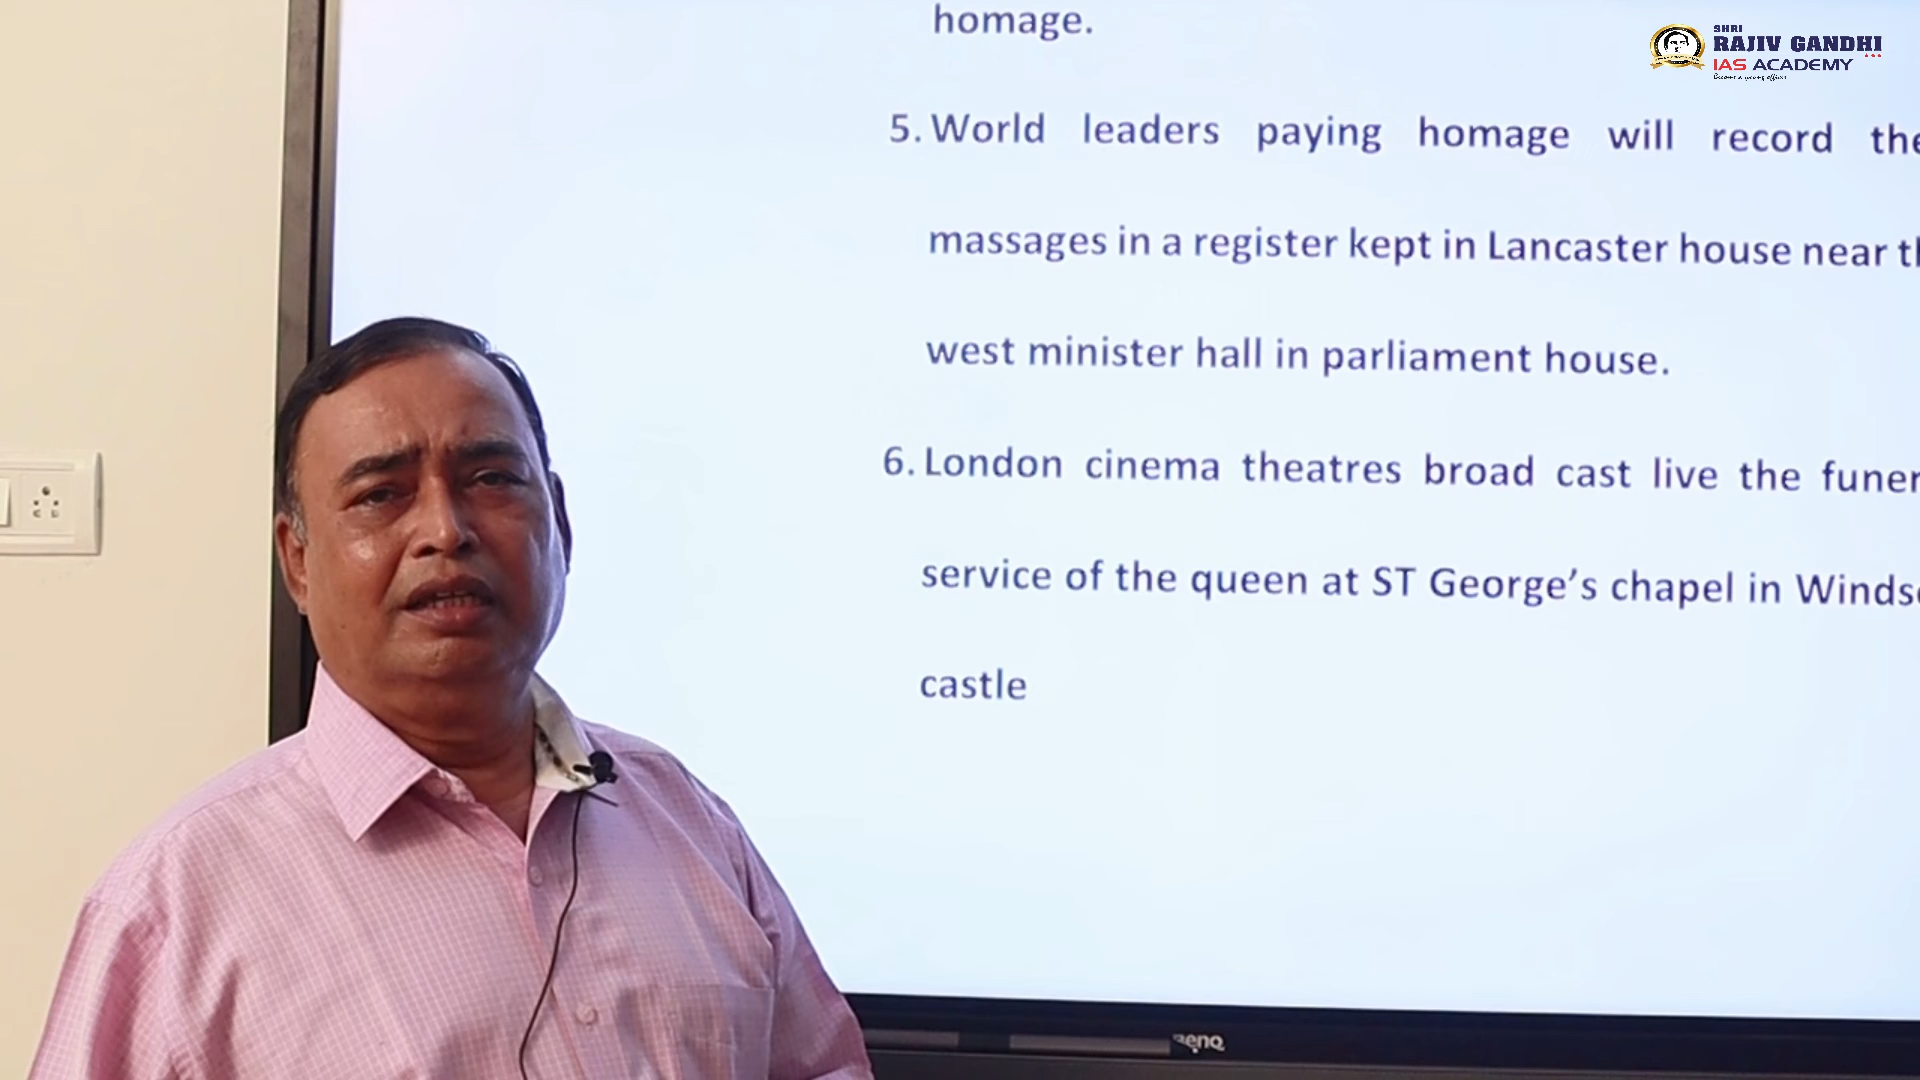 homage.
SHRI
RAJIV GANDHI
IAS ACADEMY
5. World leaders paying homage will record the
massages in a register kept in Lancaster house near th
west minister hall in parliament house.
6. London cinema theatres broad cast live the funer
service of the queen at ST George’s chapel in Windso
castle
BenQ